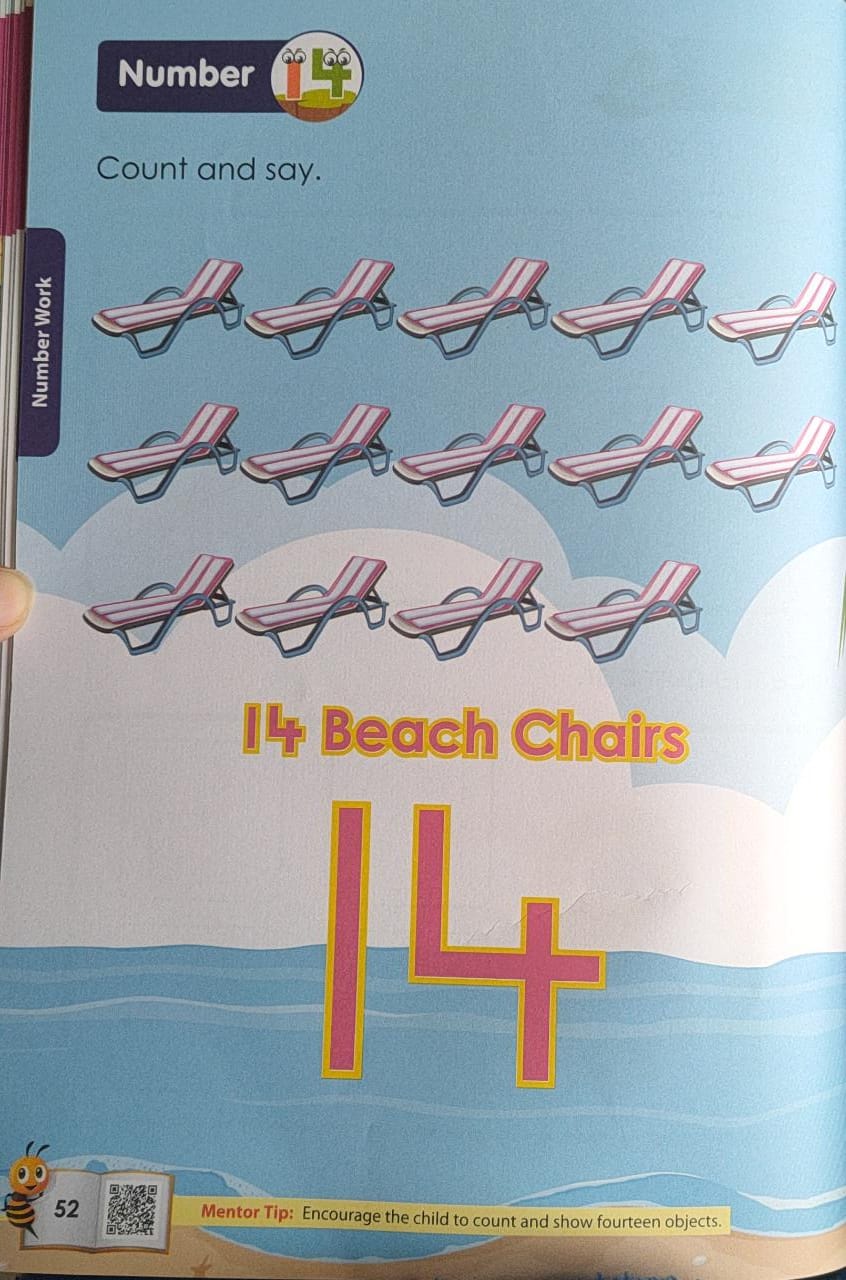 Number 14
Count and say.
Number Work
14 Beach Chairs
14
52
Mentor Tip: Encourage the child to count and show fourteen objects.